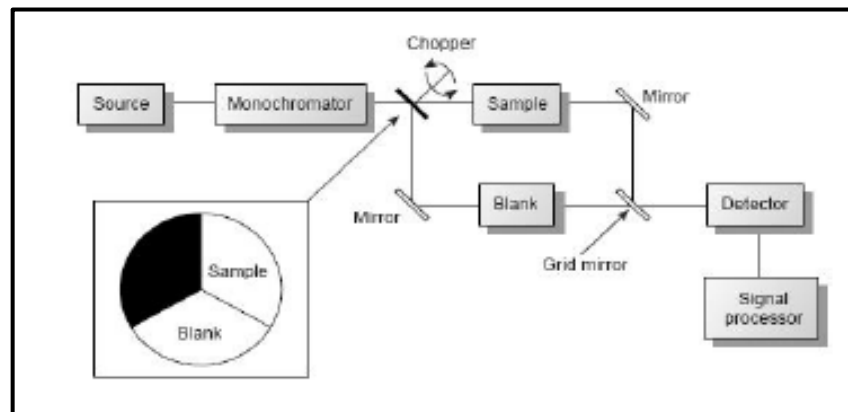 Chopper
Source
Monochromator
Sample
Mirror
Mirror
Blank
Detector
Grid mirror
Sample
Blank
Signal
processor